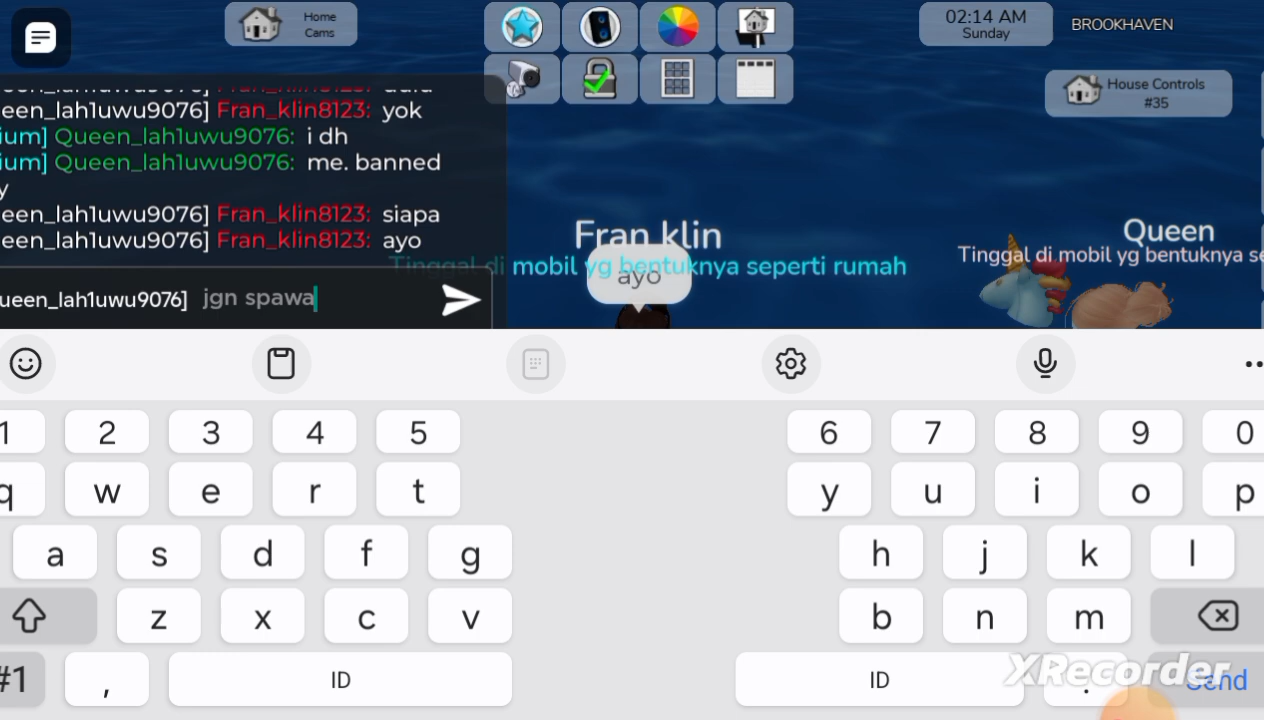 Home
Cams
02:14 AM
Sunday
BROOKHAVEN
House Controls
#35
een_lah1uwu9076] Fran_klin8123: yok
ium] Queen_lah1uwu9076: i dh
ium] Queen_lah1uwu9076: me. banned
y
een_lah1uwu9076] Fran_klin8123: siapa
een_lah1uwu9076] Fran_klin8123: ayo
ueen_lah1uwu9076] jgn spawa
Fran klin
Tinggal di mobil yg bentuknya seperti rumah
ayo
Queen
Tinggal di mobil yg bentuknya se
1 2 3 4 5 6 7 8 9 0
q w e r t y u i o p
a s d f g h j k l
z x c v b n m
#1 , ID ID . Send
XRecorder